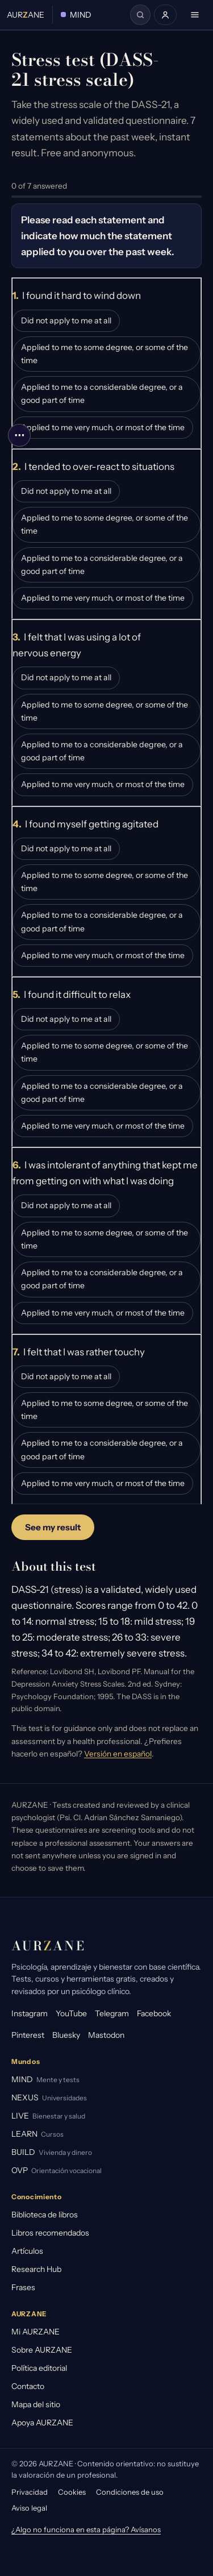 AURZANE MIND
Stress test (DASS-
21 stress scale)
Take the stress scale of the DASS-21, a
widely used and validated questionnaire. 7
statements about the past week, instant
result. Free and anonymous.
0 of 7 answered
Please read each statement and
indicate how much the statement
applied to you over the past week.
1. I found it hard to wind down
Did not apply to me at all
Applied to me to some degree, or some of the
time
Applied to me to a considerable degree, or a
good part of time
Applied to me very much, or most of the time
2. I tended to over-react to situations
Did not apply to me at all
Applied to me to some degree, or some of the
time
Applied to me to a considerable degree, or a
good part of time
Applied to me very much, or most of the time
3. I felt that I was using a lot of
nervous energy
Did not apply to me at all
Applied to me to some degree, or some of the
time
Applied to me to a considerable degree, or a
good part of time
Applied to me very much, or most of the time
4. I found myself getting agitated
Did not apply to me at all
Applied to me to some degree, or some of the
time
Applied to me to a considerable degree, or a
good part of time
Applied to me very much, or most of the time
5. I found it difficult to relax
Did not apply to me at all
Applied to me to some degree, or some of the
time
Applied to me to a considerable degree, or a
good part of time
Applied to me very much, or most of the time
6. I was intolerant of anything that kept me
from getting on with what I was doing
Did not apply to me at all
Applied to me to some degree, or some of the
time
Applied to me to a considerable degree, or a
good part of time
Applied to me very much, or most of the time
7. I felt that I was rather touchy
Did not apply to me at all
Applied to me to some degree, or some of the
time
Applied to me to a considerable degree, or a
good part of time
Applied to me very much, or most of the time
See my result
About this test
DASS-21 (stress) is a validated, widely used
questionnaire. Scores range from 0 to 42. 0
to 14: normal stress; 15 to 18: mild stress; 19
to 25: moderate stress; 26 to 33: severe
stress; 34 to 42: extremely severe stress.
Reference: Lovibond SH, Lovibond PF. Manual for the
Depression Anxiety Stress Scales. 2nd ed. Sydney:
Psychology Foundation; 1995. The DASS is in the
public domain.
This test is for guidance only and does not replace an
assessment by a health professional. ¿Prefieres
hacerlo en español? Versión en español.
AURZANE · Tests created and reviewed by a clinical
psychologist (Psi. Cl. Adrian Sánchez Samaniego).
These questionnaires are screening tools and do not
replace a professional assessment. Your answers are
not sent anywhere unless you are signed in and
choose to save them.
AURZANE
Psicología, aprendizaje y bienestar con base científica.
Tests, cursos y herramientas gratis, creados y
revisados por un psicólogo clínico.
Instagram YouTube Telegram Facebook
Pinterest Bluesky Mastodon
Mundos
MIND Mente y tests
NEXUS Universidades
LIVE Bienestar y salud
LEARN Cursos
BUILD Vivienda y dinero
OVP Orientación vocacional
Conocimiento
Biblioteca de libros
Libros recomendados
Artículos
Research Hub
Frases
AURZANE
Mi AURZANE
Sobre AURZANE
Política editorial
Contacto
Mapa del sitio
Apoya AURZANE
© 2026 AURZANE · Contenido orientativo: no sustituye
la valoración de un profesional.
Privacidad Cookies Condiciones de uso
Aviso legal
¿Algo no funciona en esta página? Avísanos